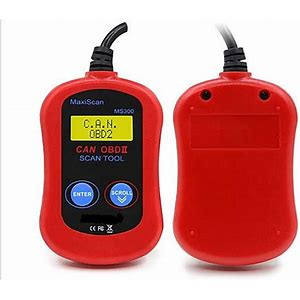 MaxiScan
MS300
C.A.N.
OBD2
CAN OBDII
SCAN TOOL
ENTER
SCROLL